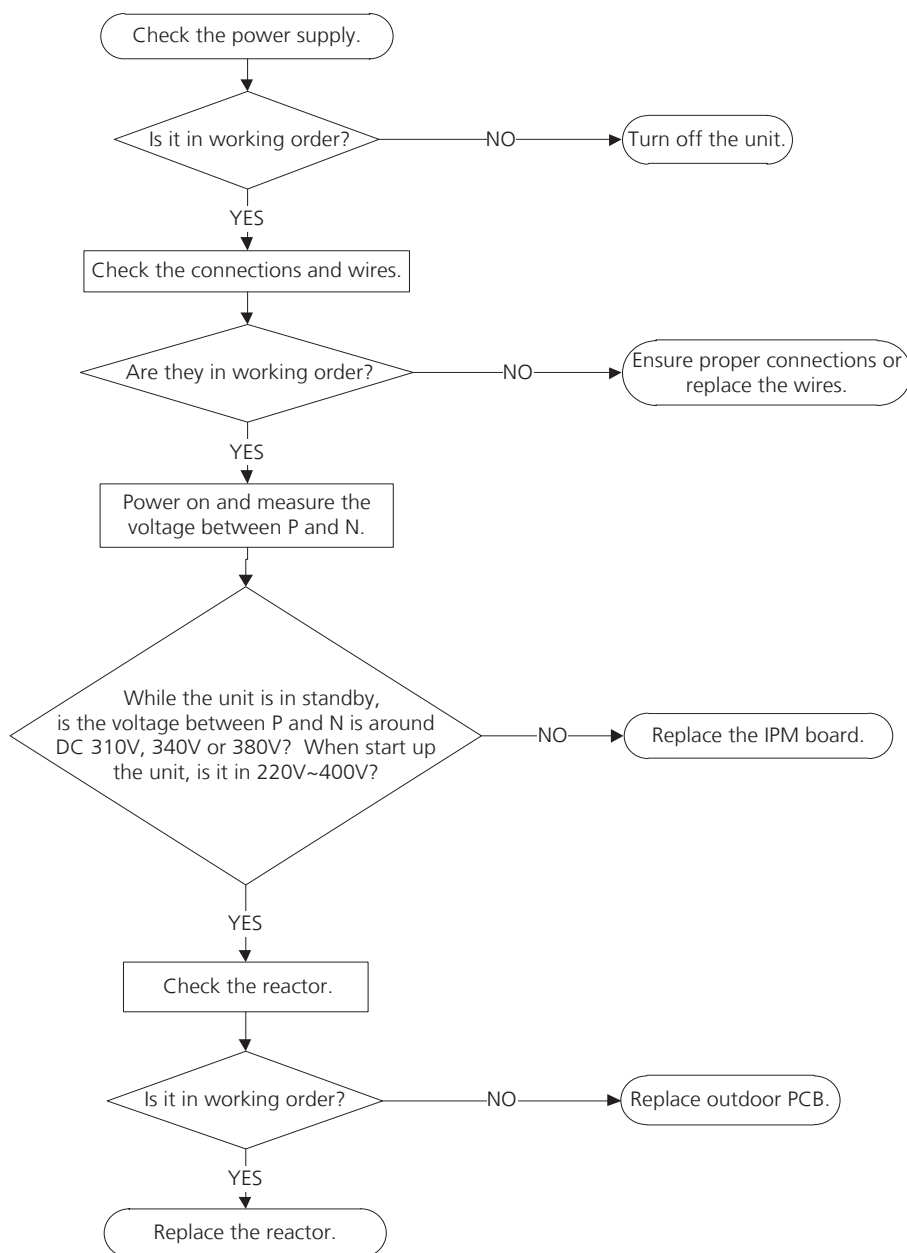 Check the power supply.
Is it in working order?
NO
Turn off the unit.
YES
Check the connections and wires.
Are they in working order?
NO
Ensure proper connections or
replace the wires.
YES
Power on and measure the
voltage between P and N.
While the unit is in standby,
is the voltage between P and N is around
DC 310V, 340V or 380V? When start up
the unit, is it in 220V~400V?
NO
Replace the IPM board.
YES
Check the reactor.
Is it in working order?
NO
Replace outdoor PCB.
YES
Replace the reactor.